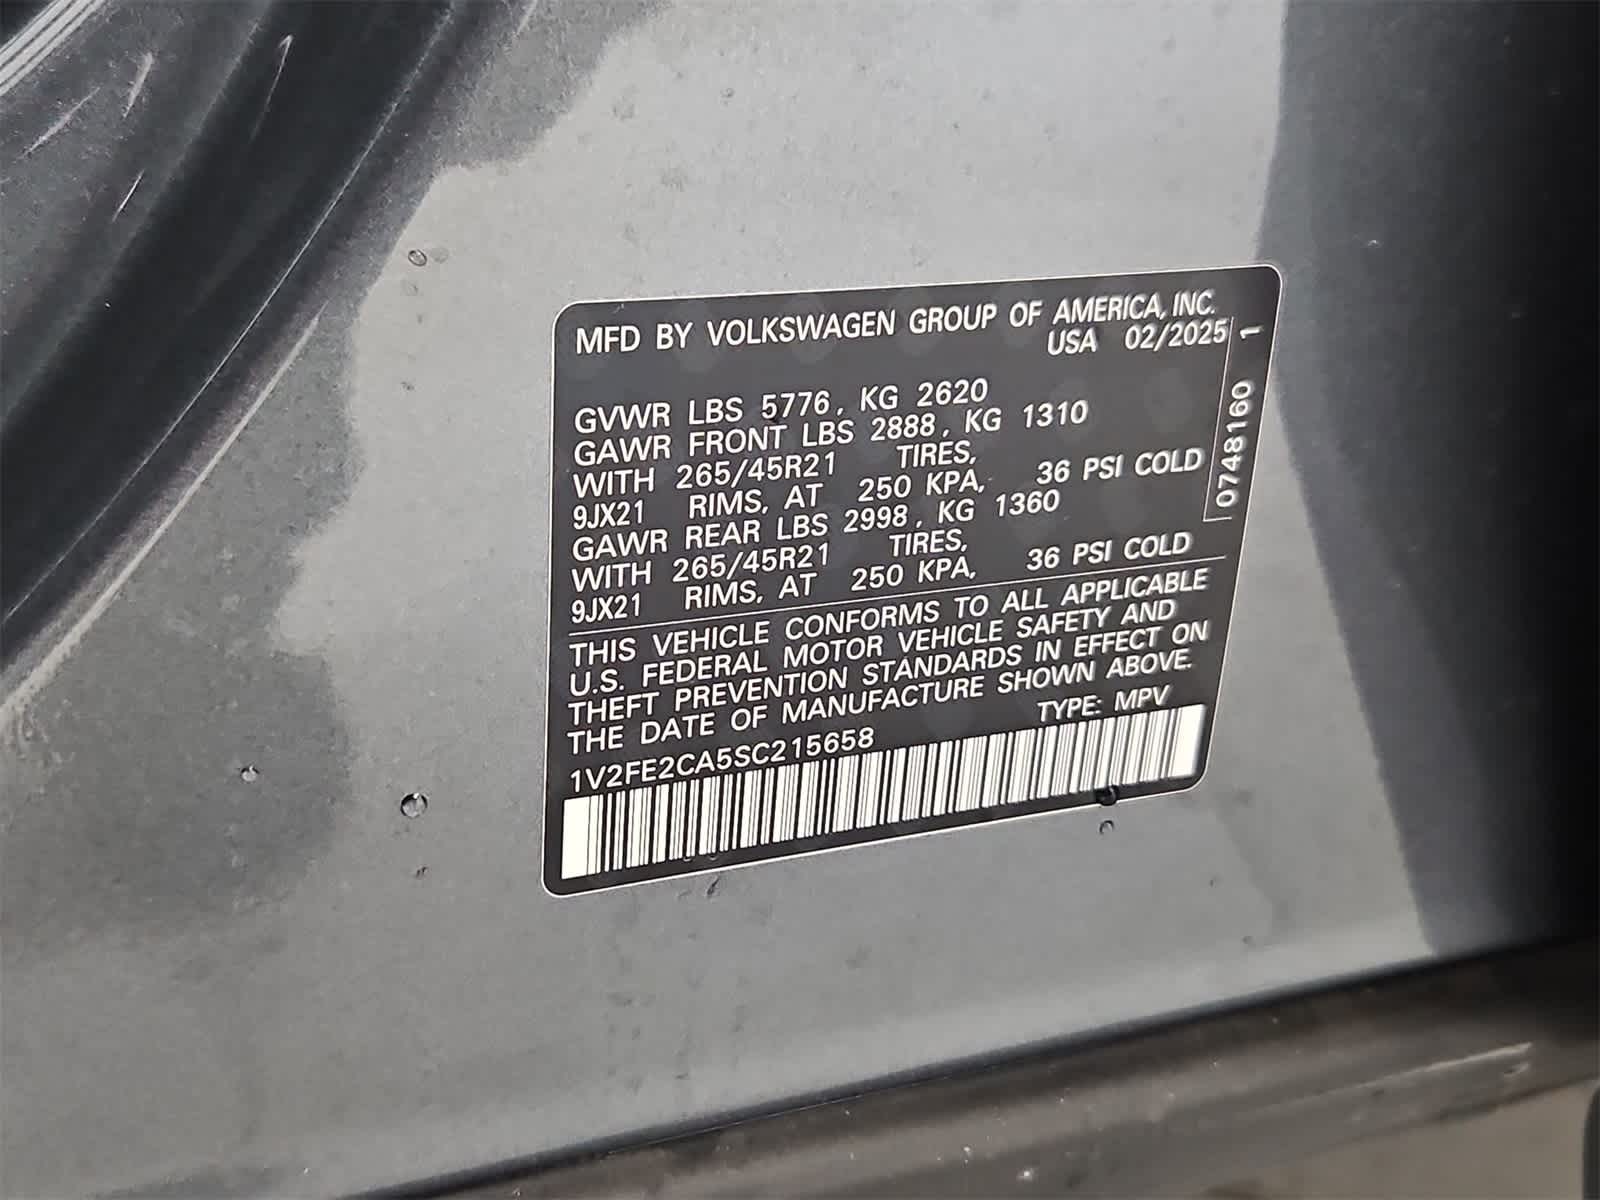 MFD BY VOLKSWAGEN GROUP OF AMERICA, INC.
USA 02/2025
GVWR LBS 5776, KG 2620
GAWR FRONT LBS 2888, KG 1310
WITH 265/45R21 TIRES,
9JX21 RIMS, AT 250 KPA, 36 PSI COLD
GAWR REAR LBS 2998, KG 1360
WITH 265/45R21 TIRES,
9JX21 RIMS, AT 250 KPA, 36 PSI COLD
THIS VEHICLE CONFORMS TO ALL APPLICABLE
U.S. FEDERAL MOTOR VEHICLE SAFETY AND
THEFT PREVENTION STANDARDS IN EFFECT ON
THE DATE OF MANUFACTURE SHOWN ABOVE.
TYPE: MPV
1V2FE2CA5SC215658
0748160 1